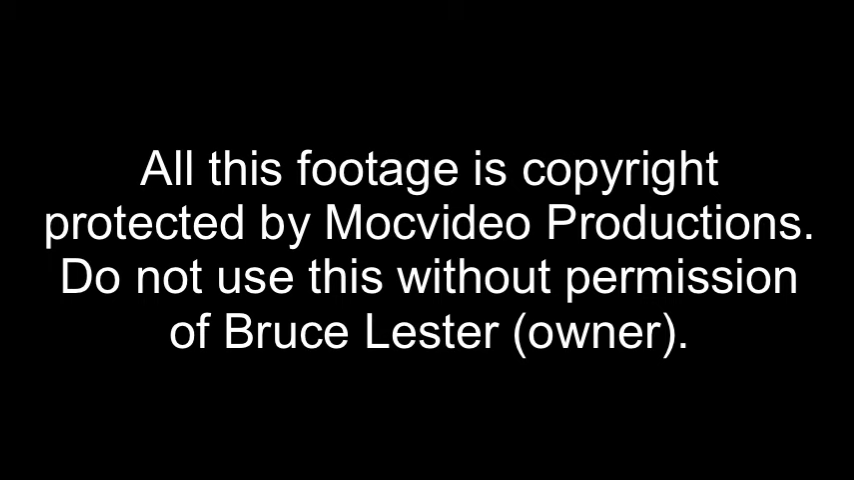 All this footage is copyright
protected by Mocvideo Productions.
Do not use this without permission
of Bruce Lester (owner).